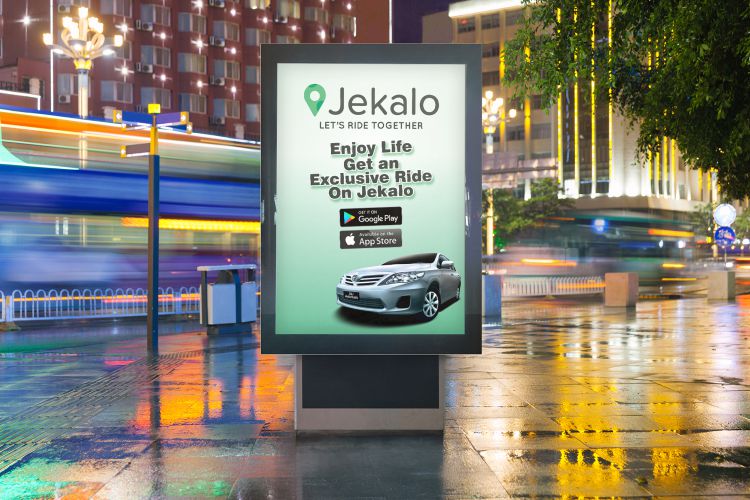 Jekalo
LET'S RIDE TOGETHER
Enjoy Life
Get an
Exclusive Ride
On Jekalo
GET IT ON
Google Play
Available on the
App Store